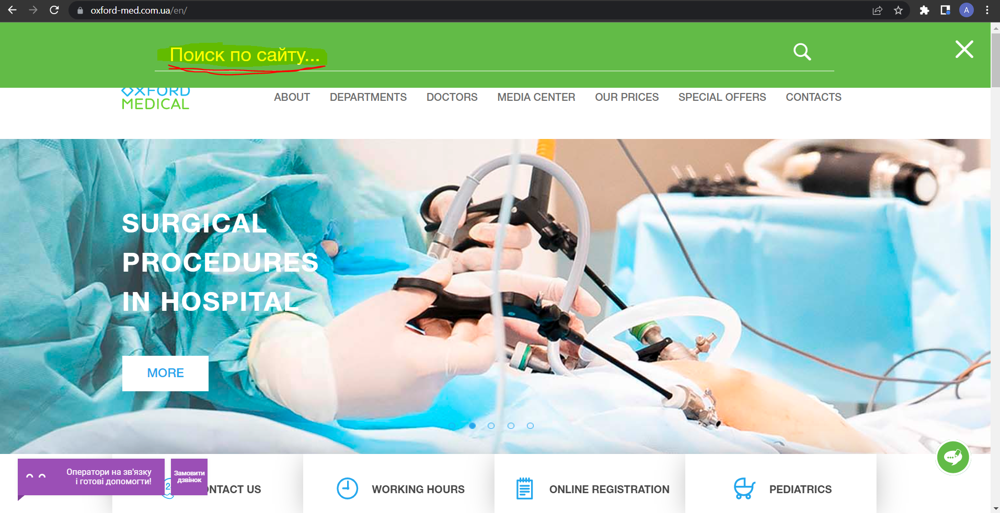 oxford-med.com.ua/en/
A
Поиск по сайту...
OXFORD
MEDICAL
ABOUT
DEPARTMENTS
DOCTORS
MEDIA CENTER
OUR PRICES
SPECIAL OFFERS
CONTACTS
SURGICAL
PROCEDURES
IN HOSPITAL
MORE
Оператори на зв'язку
і готові допомогти!
Замовити
дзвінок
2
NTACT US
WORKING HOURS
ONLINE REGISTRATION
PEDIATRICS